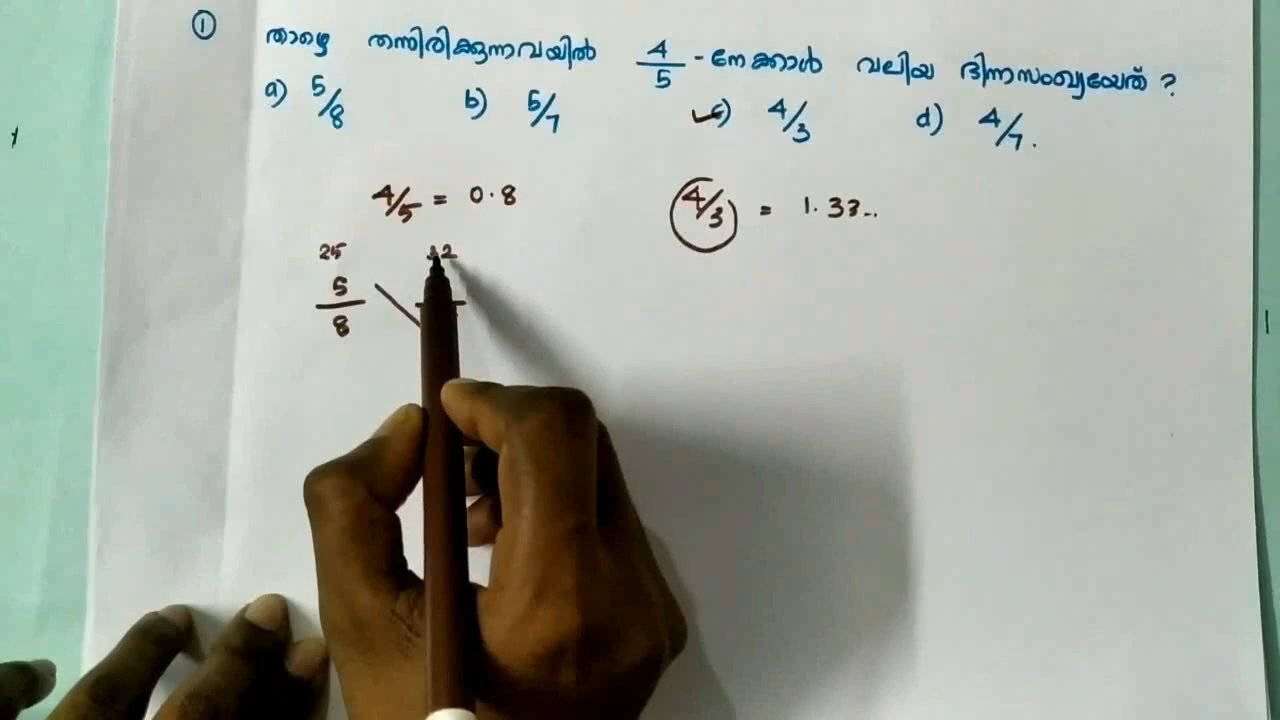 ① താഴെ തന്നിരിക്കുന്നവയിൽ 4/5 -നേക്കാൾ വലിയ ഭിന്നസംഖ്യയേത് ?
a) 5/8 b) 5/7 c) 4/3 d) 4/7.
4/5 = 0.8 4/3 = 1.33..
25 32
5
8